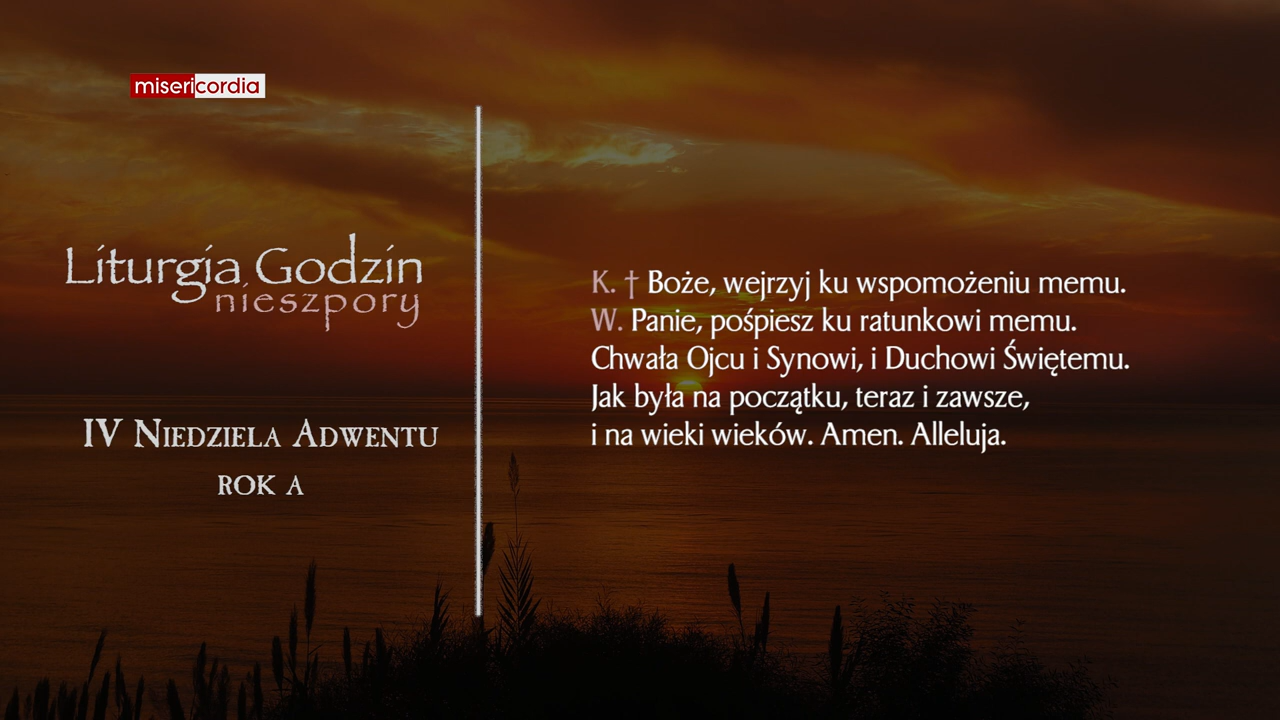 misericordia
Liturgia Godzin
nieszpory
IV Niedziela Adwentu
rok a
K. † Boże, wejrzyj ku wspomożeniu memu.
W. Panie, pośpiesz ku ratunkowi memu.
Chwała Ojcu i Synowi, i Duchowi Świętemu.
Jak była na początku, teraz i zawsze,
i na wieki wieków. Amen. Alleluja.